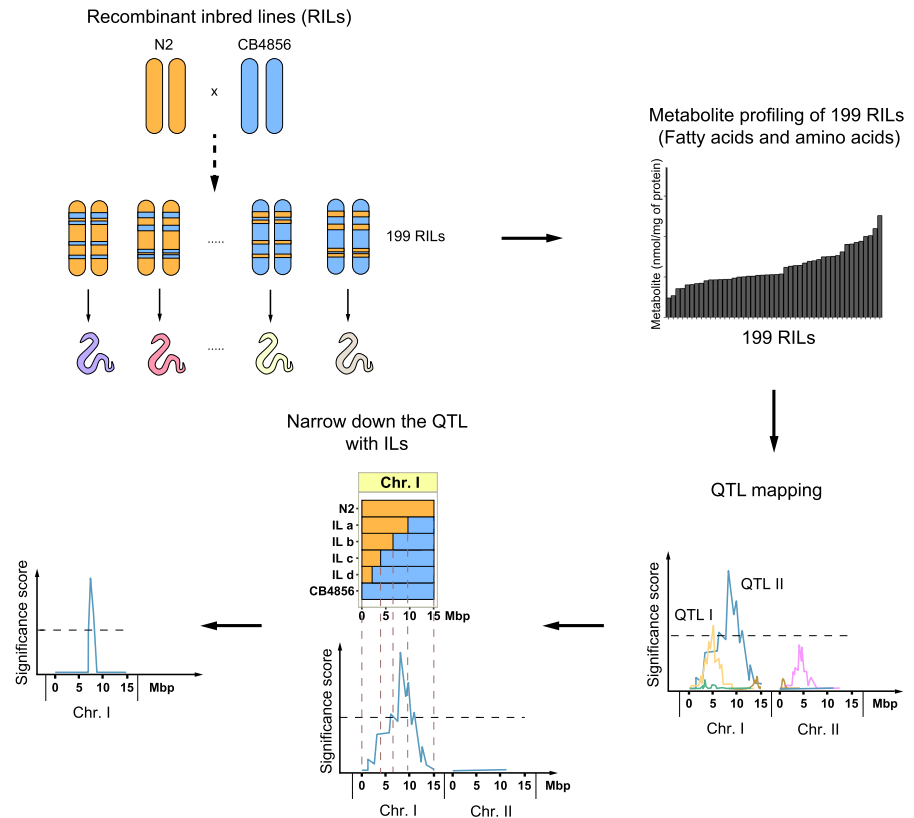 Recombinant inbred lines (RILs)
N2
CB4856
x
.....
199 RILs
.....
Metabolite profiling of 199 RILs
(Fatty acids and amino acids)
Metabolite (nmol/mg of protein)
199 RILs
QTL mapping
Significance score
QTL I
QTL II
0 5 10 15 0 5 10 15 Mbp
Chr. I
Chr. II
Narrow down the QTL
with ILs
Chr. I
N2
IL a
IL b
IL c
IL d
CB4856
0 5 10 15 Mbp
Significance score
0 5 10 15 0 5 10 15 Mbp
Chr. I
Chr. II
Significance score
0 5 10 15 Mbp
Chr. I